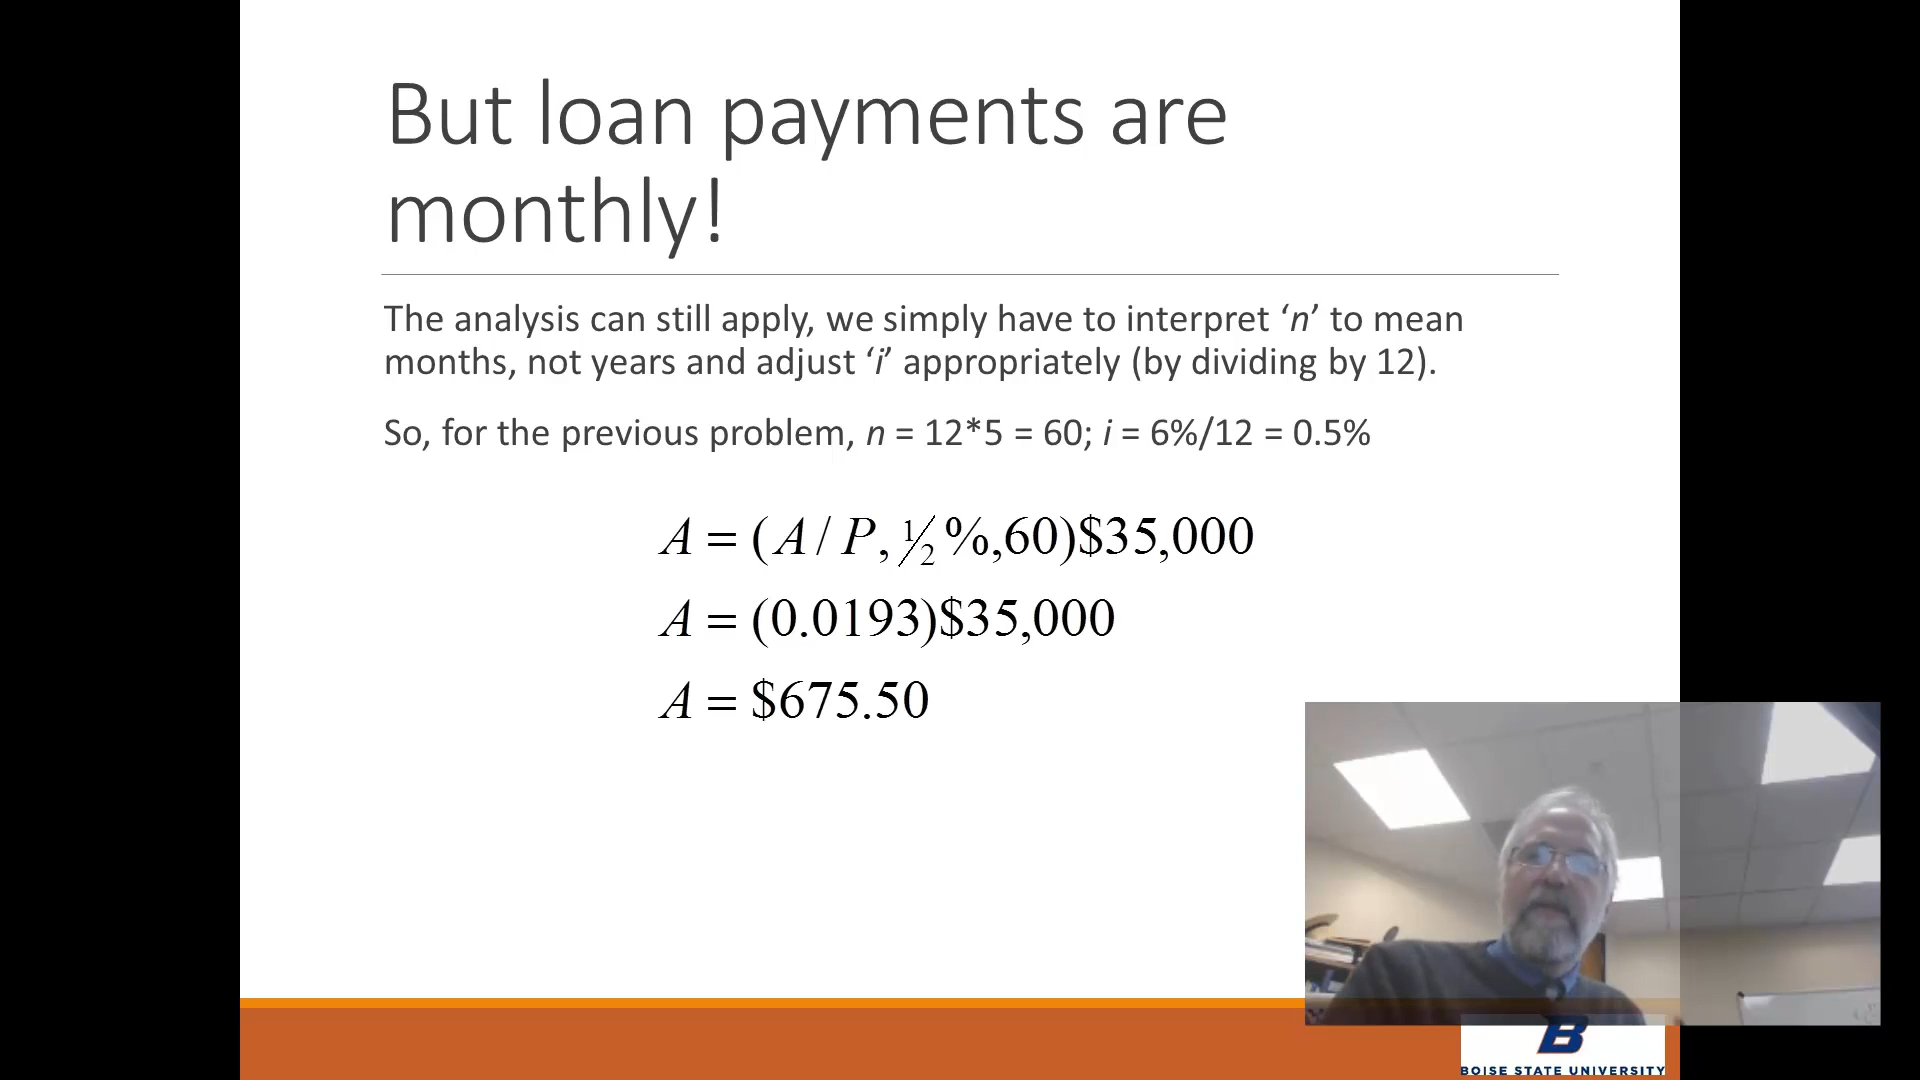 But loan payments are
monthly!
The analysis can still apply, we simply have to interpret ‘n’ to mean
months, not years and adjust ‘i’ appropriately (by dividing by 12).
So, for the previous problem, n = 12*5 = 60; i = 6%/12 = 0.5%
A = (A / P, ½%,60)$35,000
A = (0.0193)$35,000
A = $675.50
B
BOISE STATE UNIVERSITY